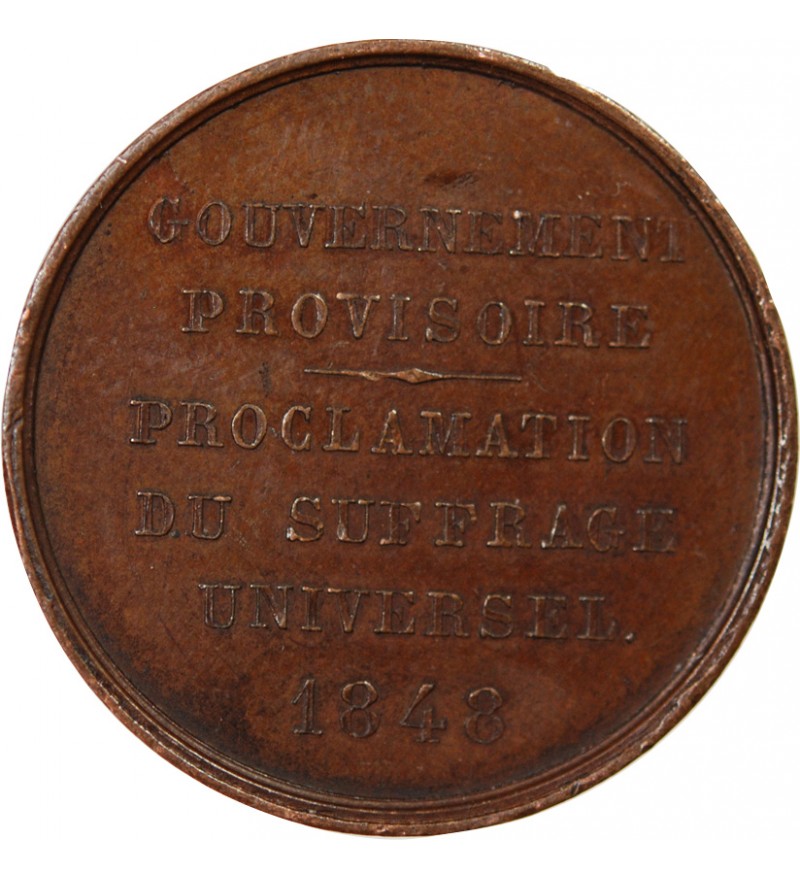 GOUVERNEMENT
PROVISOIRE
PROCLAMATION
DU SUFFRAGE
UNIVERSEL.
1848